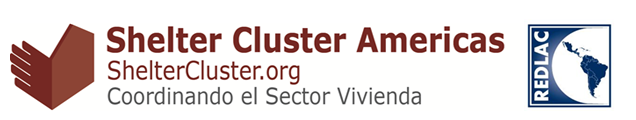 Shelter Cluster Americas
ShelterCluster.org
Coordinando el Sector Vivienda
REDLAC